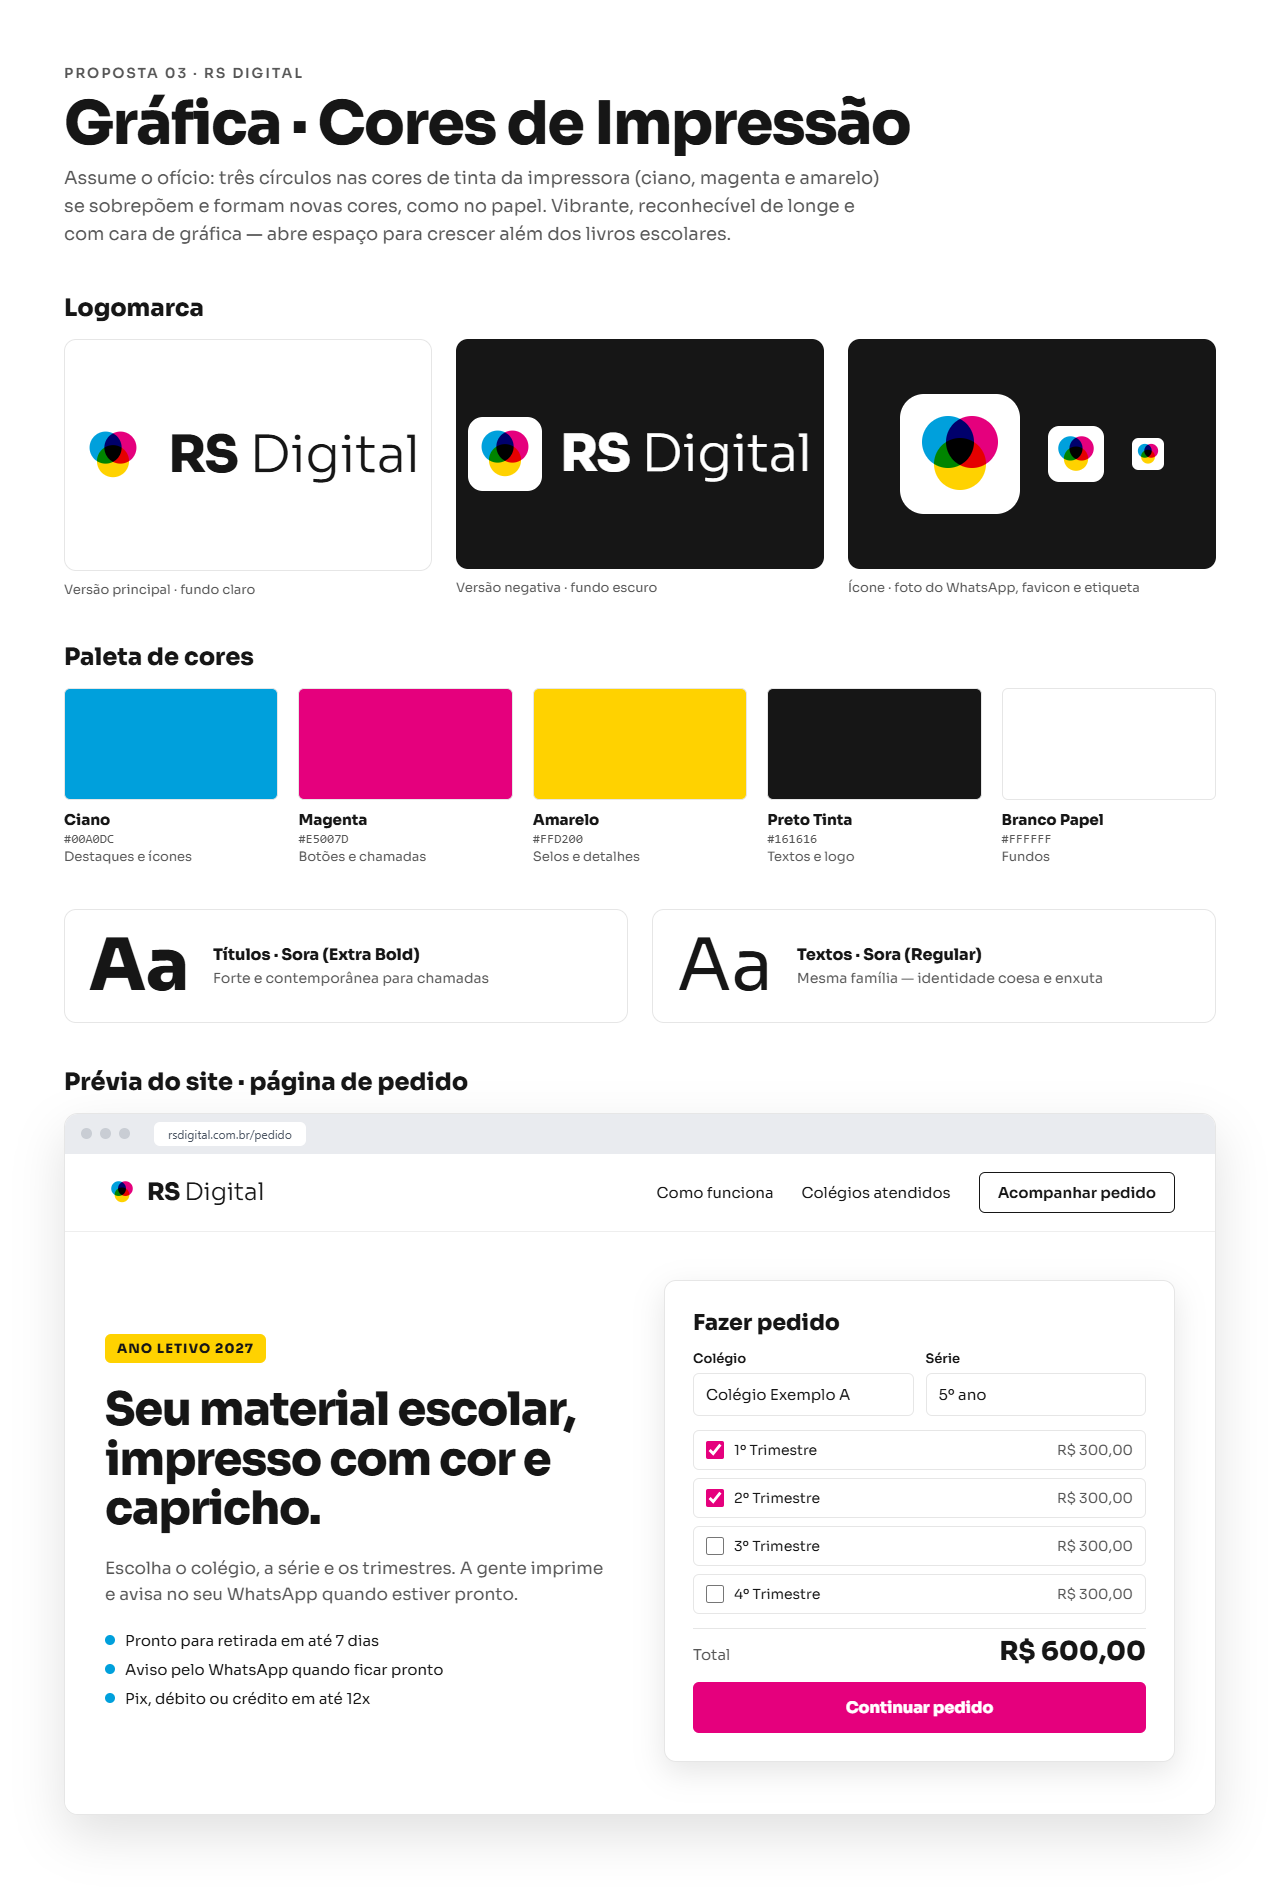 PROPOSTA 03 · RS DIGITAL
Gráfica · Cores de Impressão
Assume o ofício: três círculos nas cores de tinta da impressora (ciano, magenta e amarelo)
se sobrepõem e formam novas cores, como no papel. Vibrante, reconhecível de longe e
com cara de gráfica — abre espaço para crescer além dos livros escolares.
Logomarca
RS Digital
RS Digital
Versão principal · fundo claro
Versão negativa · fundo escuro
Ícone · foto do WhatsApp, favicon e etiqueta
Paleta de cores
Ciano
#00A0DC
Destaques e ícones
Magenta
#E5007D
Botões e chamadas
Amarelo
#FFD200
Selos e detalhes
Preto Tinta
#161616
Textos e logo
Branco Papel
#FFFFFF
Fundos
Aa
Títulos · Sora (Extra Bold)
Forte e contemporânea para chamadas
Aa
Textos · Sora (Regular)
Mesma família — identidade coesa e enxuta
Prévia do site · página de pedido
rsdigital.com.br/pedido
RS Digital
Como funciona
Colégios atendidos
Acompanhar pedido
ANO LETIVO 2027
Seu material escolar,
impresso com cor e
capricho.
Escolha o colégio, a série e os trimestres. A gente imprime
e avisa no seu WhatsApp quando estiver pronto.
Pronto para retirada em até 7 dias
Aviso pelo WhatsApp quando ficar pronto
Pix, débito ou crédito em até 12x
Fazer pedido
Colégio
Série
Colégio Exemplo A
5º ano
1º Trimestre
R$ 300,00
2º Trimestre
R$ 300,00
3º Trimestre
R$ 300,00
4º Trimestre
R$ 300,00
Total
R$ 600,00
Continuar pedido